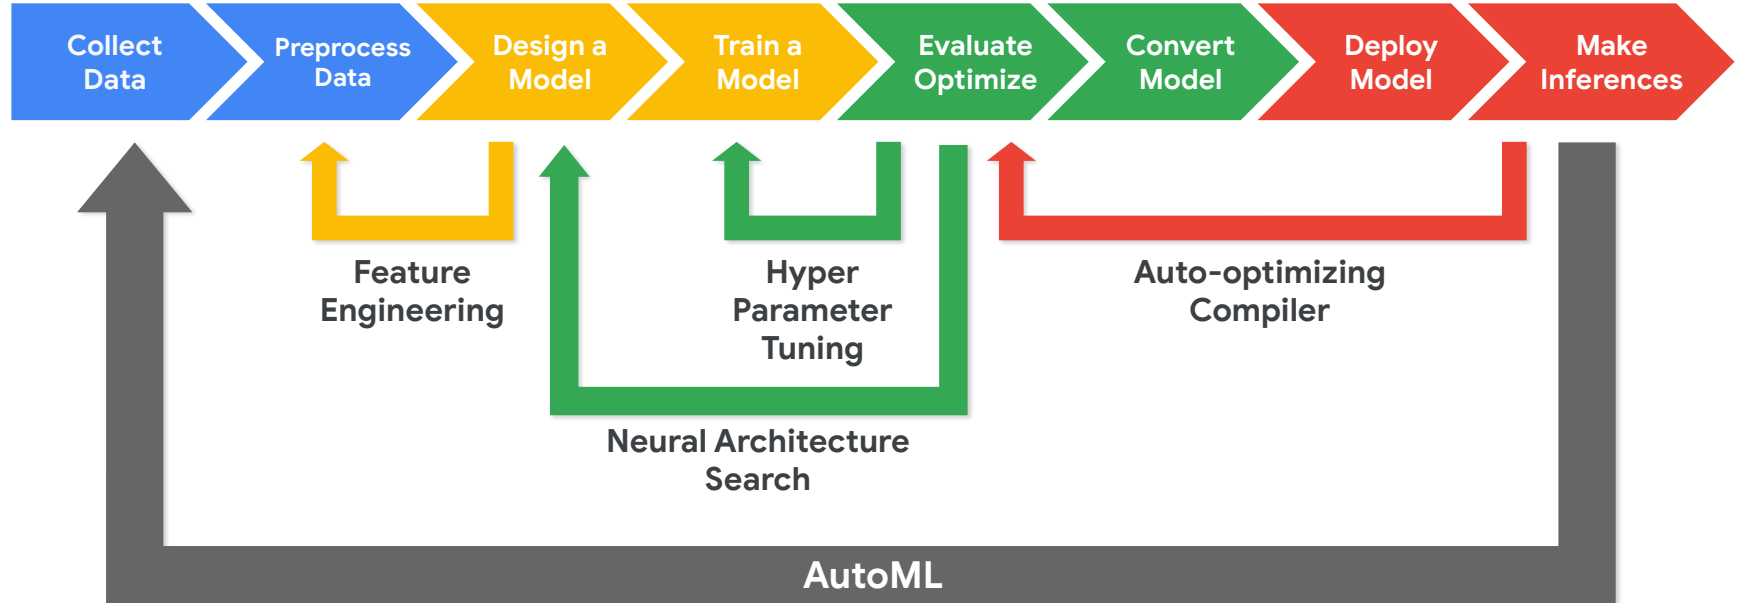 Collect
Data
Preprocess
Data
Design a
Model
Train a
Model
Evaluate
Optimize
Convert
Model
Deploy
Model
Make
Inferences
Feature
Engineering
Hyper
Parameter
Tuning
Auto-optimizing
Compiler
Neural Architecture
Search
AutoML